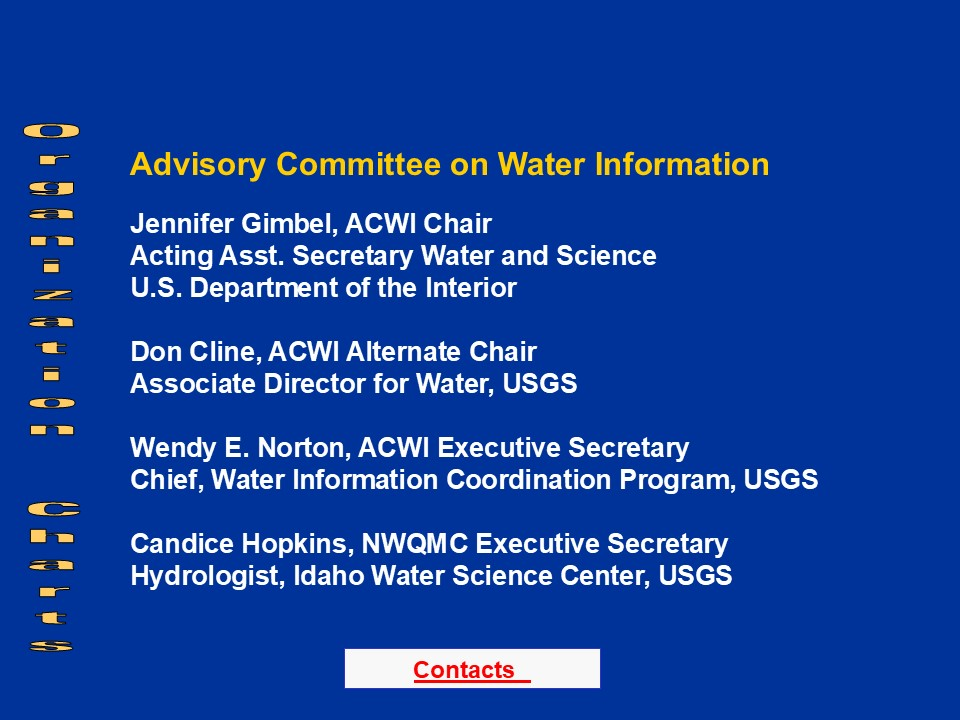 Organization Charts
Advisory Committee on Water Information
Jennifer Gimbel, ACWI Chair
Acting Asst. Secretary Water and Science
U.S. Department of the Interior
Don Cline, ACWI Alternate Chair
Associate Director for Water, USGS
Wendy E. Norton, ACWI Executive Secretary
Chief, Water Information Coordination Program, USGS
Candice Hopkins, NWQMC Executive Secretary
Hydrologist, Idaho Water Science Center, USGS
Contacts